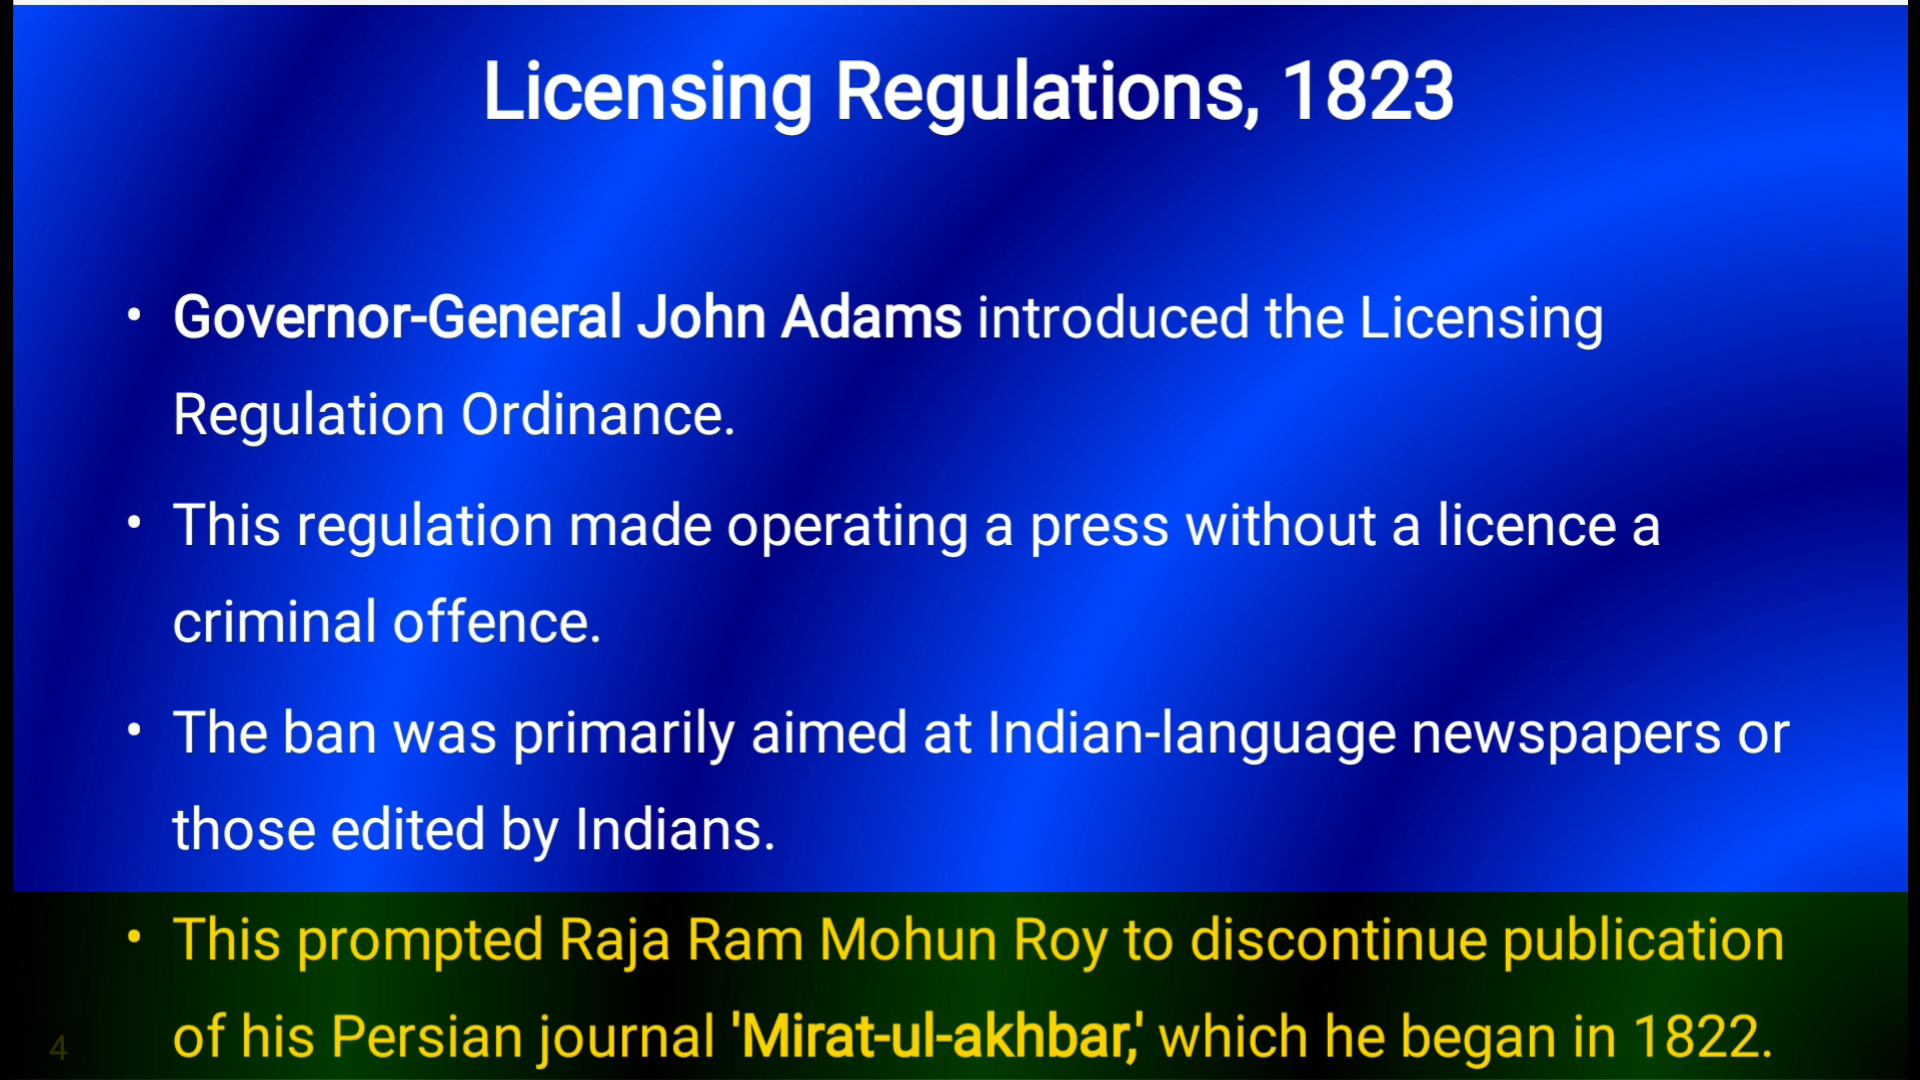 Licensing Regulations, 1823
• Governor-General John Adams introduced the Licensing
Regulation Ordinance.
• This regulation made operating a press without a licence a
criminal offence.
• The ban was primarily aimed at Indian-language newspapers or
those edited by Indians.
• This prompted Raja Ram Mohun Roy to discontinue publication
of his Persian journal 'Mirat-ul-akhbar,' which he began in 1822.
4